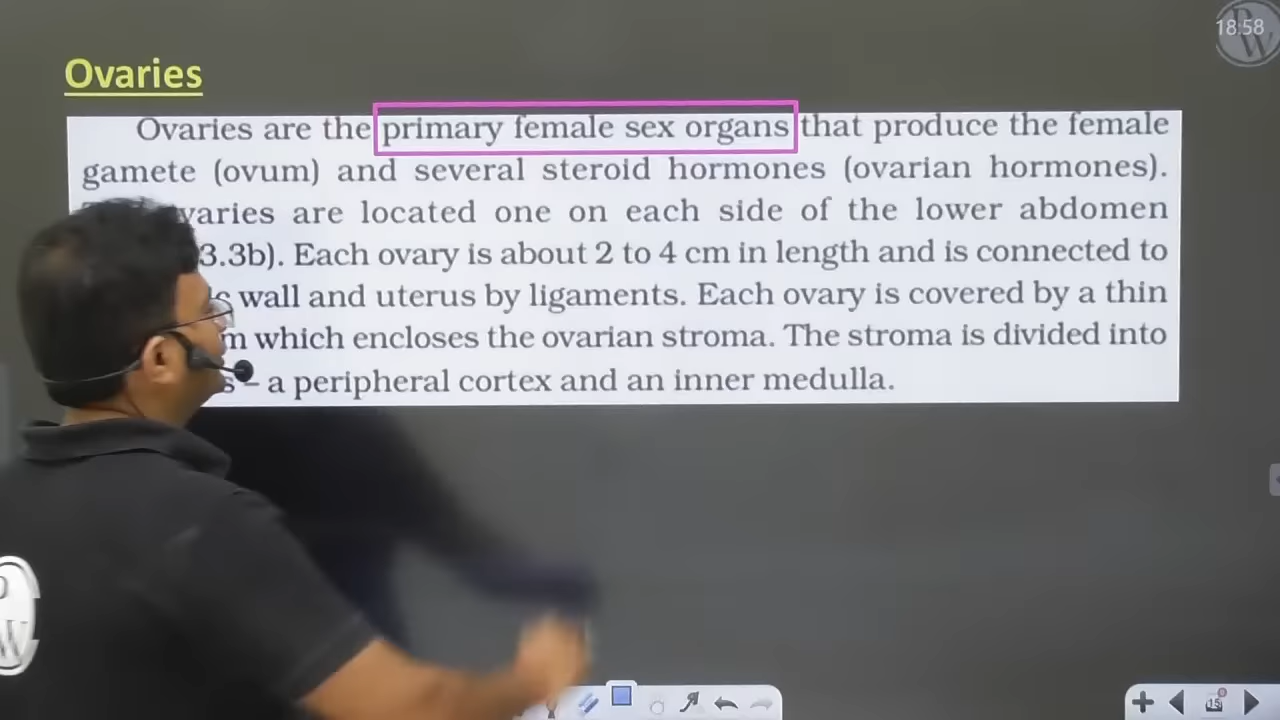 18:58
Ovaries
Ovaries are the primary female sex organs that produce the female
gamete (ovum) and several steroid hormones (ovarian hormones).
varies are located one on each side of the lower abdomen
3.3b). Each ovary is about 2 to 4 cm in length and is connected to
wall and uterus by ligaments. Each ovary is covered by a thin
which encloses the ovarian stroma. The stroma is divided into
– a peripheral cortex and an inner medulla.
15